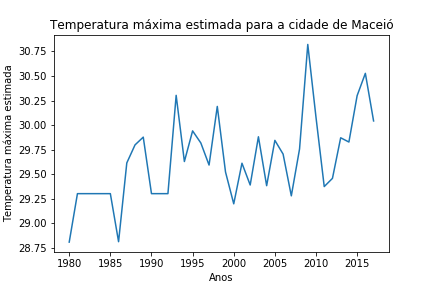 Temperatura máxima estimada para a cidade de Maceió
Temperatura máxima estimada
30.75
30.50
30.25
30.00
29.75
29.50
29.25
29.00
28.75
1980 1985 1990 1995 2000 2005 2010 2015
Anos